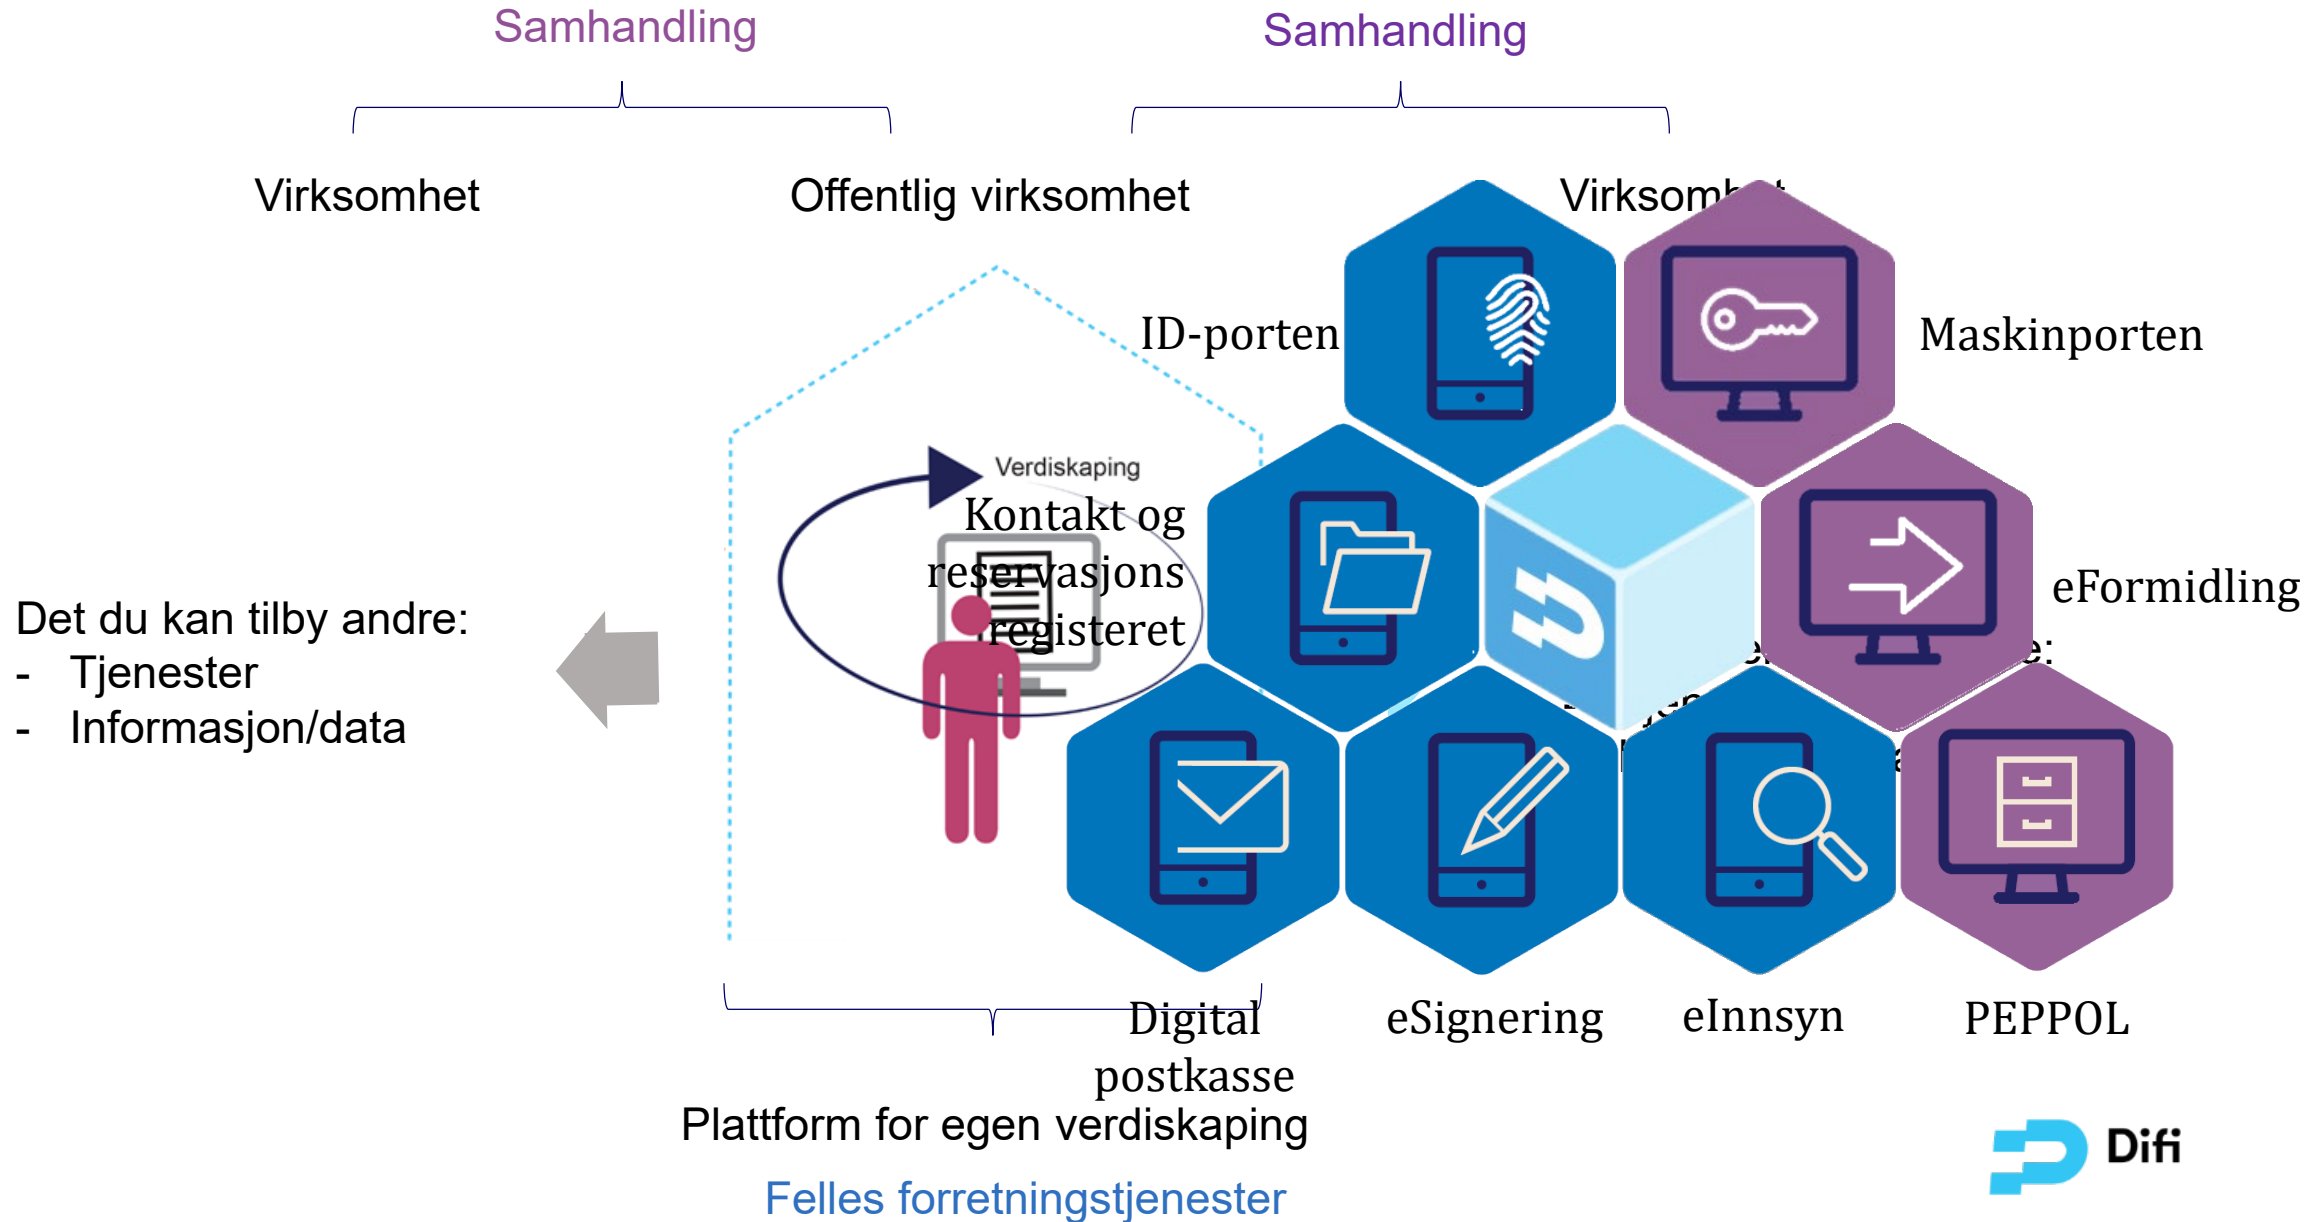 Samhandling
Samhandling
Virksomhet
Offentlig virksomhet
Virksomhet
ID-porten
Maskinporten
Verdiskaping
Kontakt og
reservasjons
registeret
eFormidling
Det du kan tilby andre:
- Tjenester
- Informasjon/data
Digital
postkasse
eSignering
eInnsyn
PEPPOL
Plattform for egen verdiskaping
Felles forretningstjenester
Difi